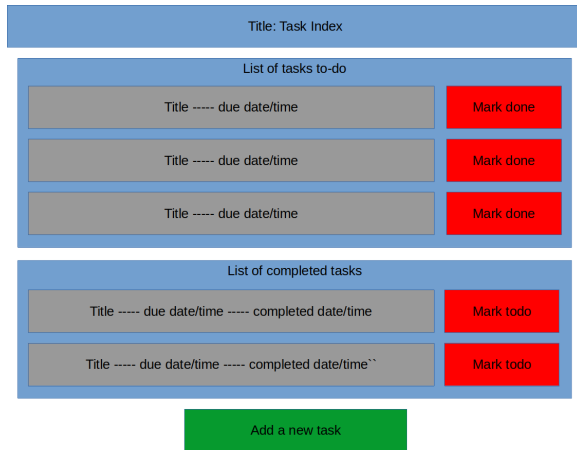 Title: Task Index
List of tasks to-do
Title ----- due date/time
Mark done
Title ----- due date/time
Mark done
Title ----- due date/time
Mark done
List of completed tasks
Title ----- due date/time ----- completed date/time
Mark todo
Title ----- due date/time ----- completed date/time``
Mark todo
Add a new task